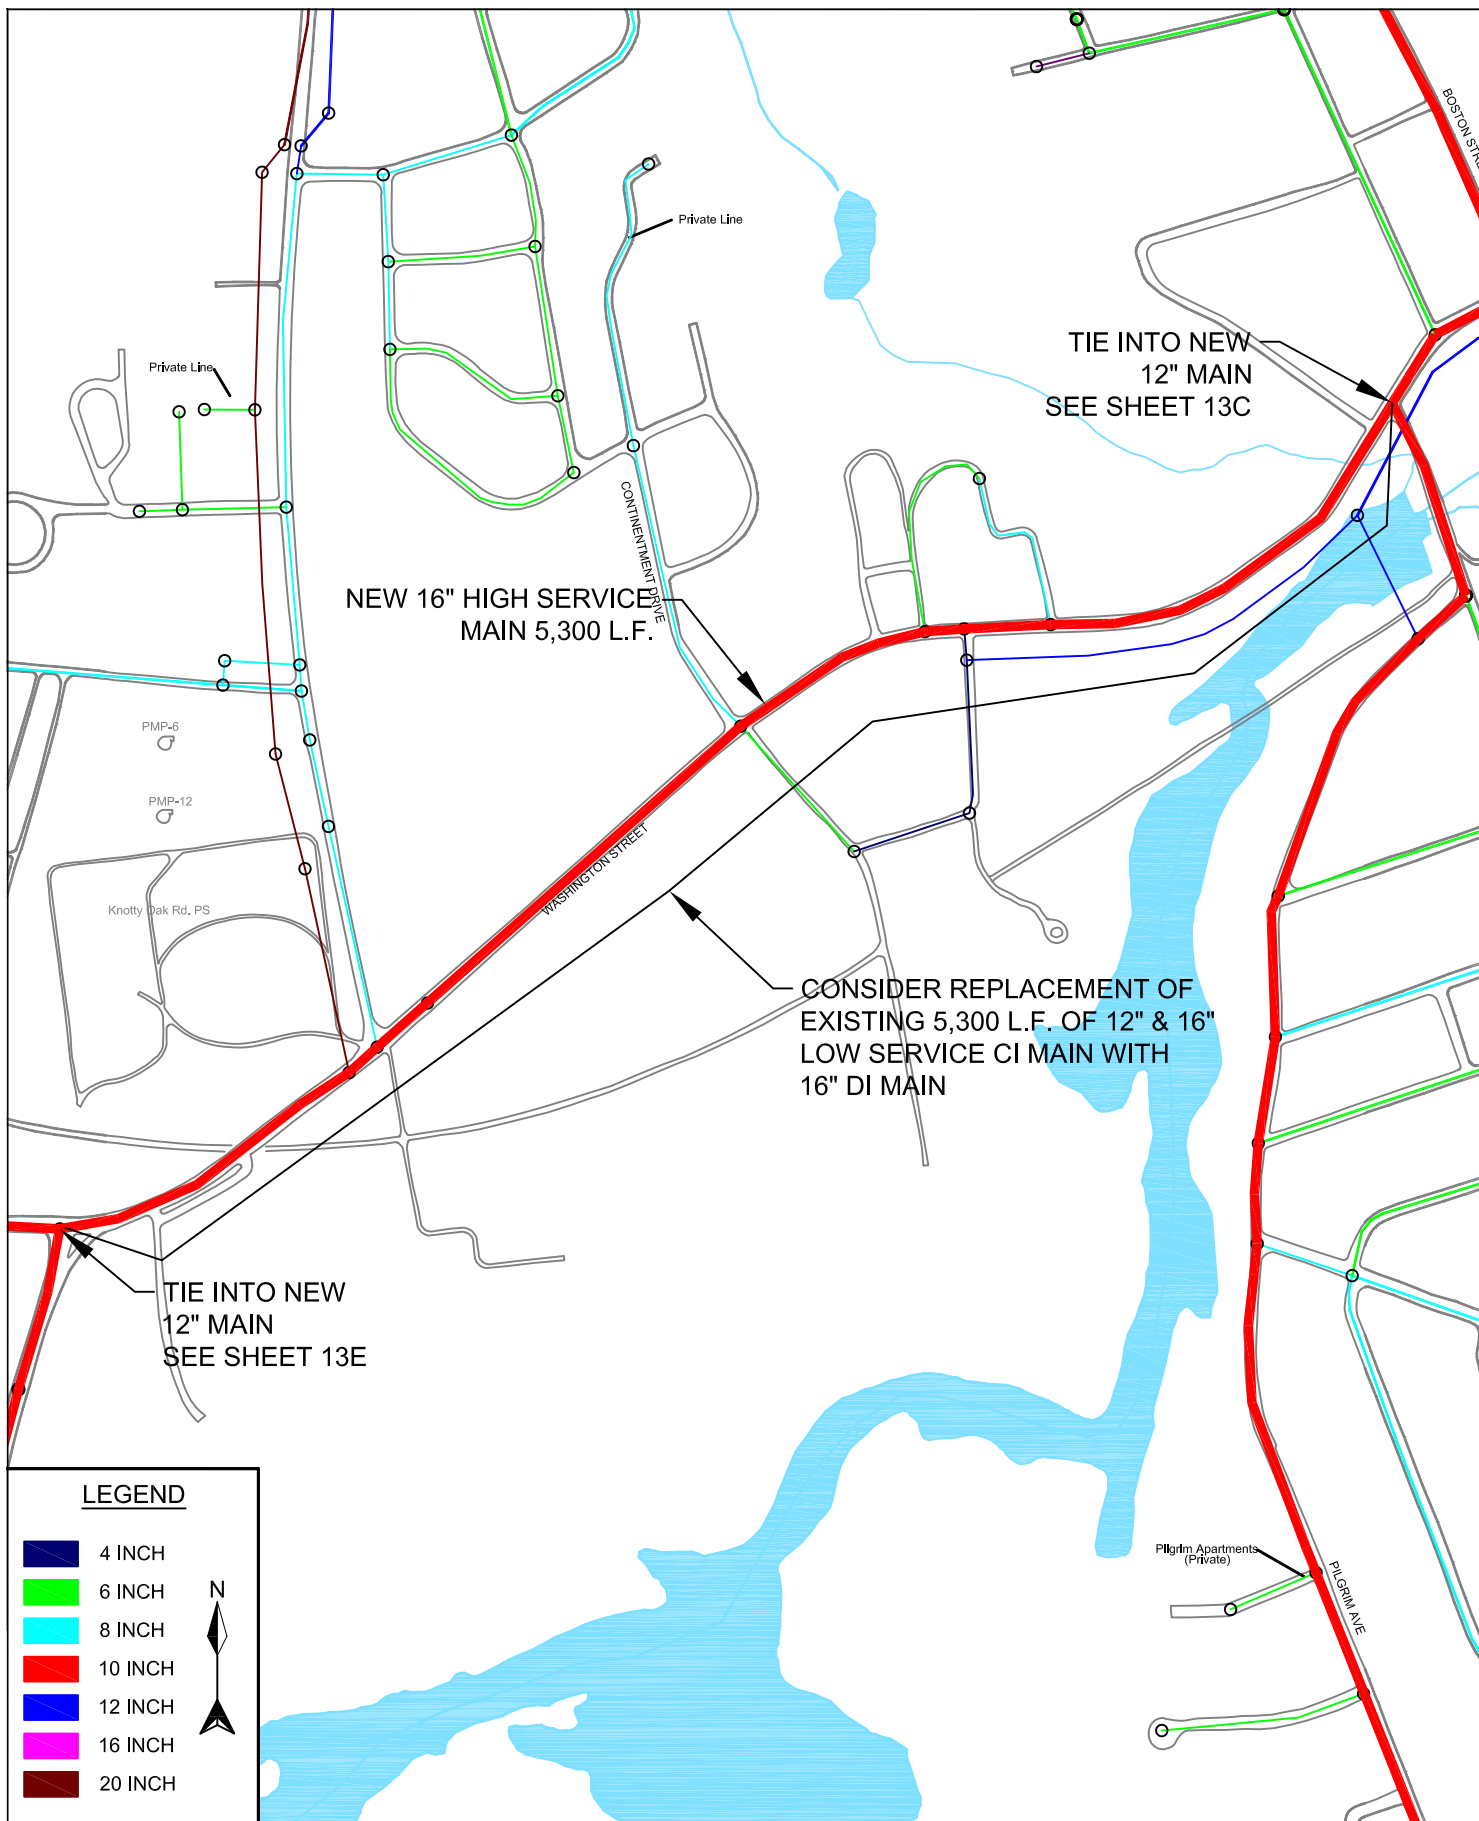 BOSTON STRE
Private Line
TIE INTO NEW
12" MAIN
SEE SHEET 13C
Private Line
CONTINENTMENT DRIVE
NEW 16" HIGH SERVICE
MAIN 5,300 L.F.
PMP-6
PMP-12
Knotty Oak Rd. PS
WASHINGTON STREET
CONSIDER REPLACEMENT OF
EXISTING 5,300 L.F. OF 12" & 16"
LOW SERVICE CI MAIN WITH
16" DI MAIN
TIE INTO NEW
12" MAIN
SEE SHEET 13E
Pilgrim Apartments
(Private)
PILGRIM AVE
LEGEND
4 INCH
6 INCH
8 INCH
10 INCH
12 INCH
16 INCH
20 INCH
N